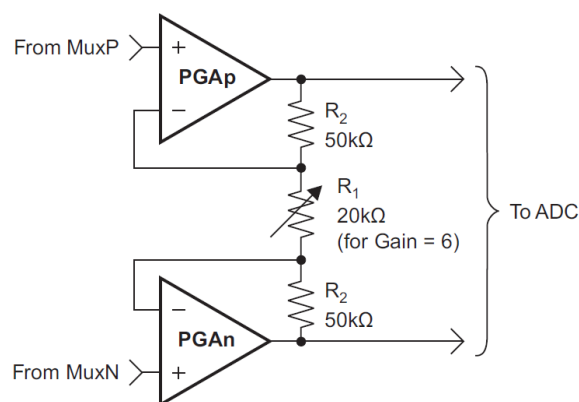 From MuxP
+
PGAp
−
R2
50kΩ
R1
20kΩ
(for Gain = 6)
To ADC
R2
50kΩ
−
PGAn
From MuxN
+